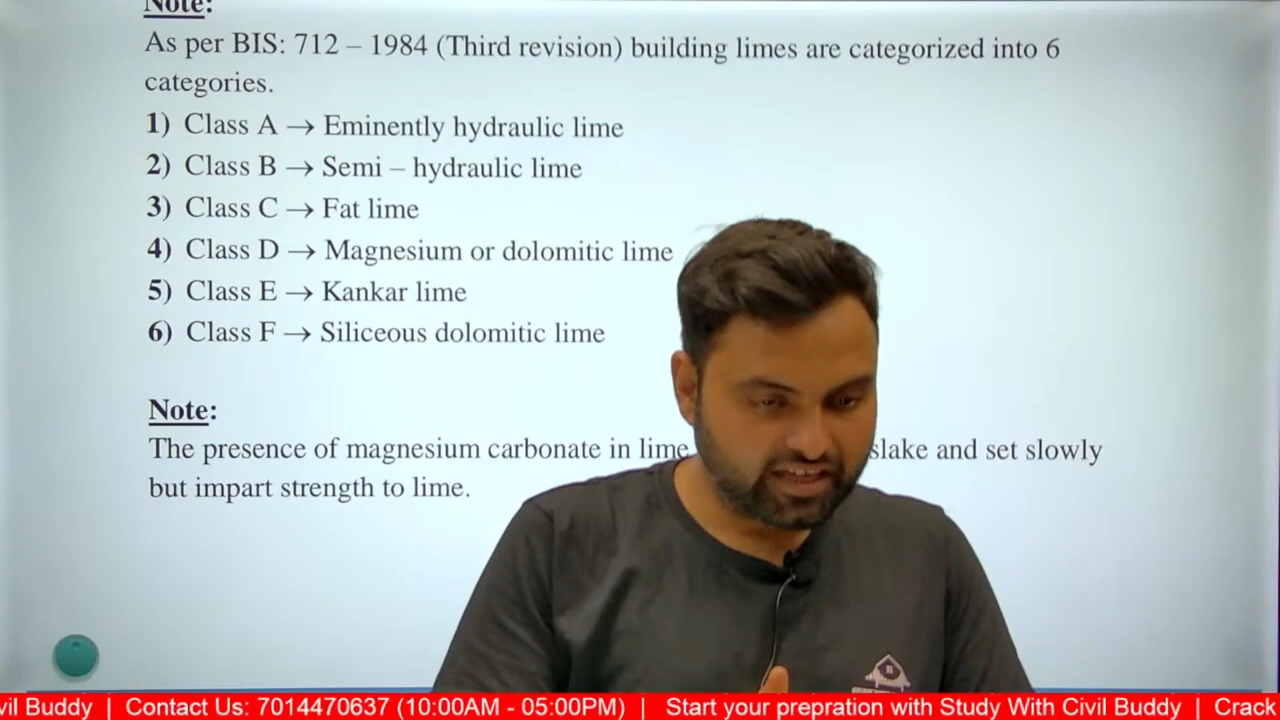 Note:
As per BIS: 712 – 1984 (Third revision) building limes are categorized into 6
categories.
1) Class A → Eminently hydraulic lime
2) Class B → Semi – hydraulic lime
3) Class C → Fat lime
4) Class D → Magnesium or dolomitic lime
5) Class E → Kankar lime
6) Class F → Siliceous dolomitic lime
Note:
The presence of magnesium carbonate in lime slake and set slowly
but impart strength to lime.
vil Buddy | Contact Us: 7014470637 (10:00AM - 05:00PM) | Start your prepration with Study With Civil Buddy | Crack